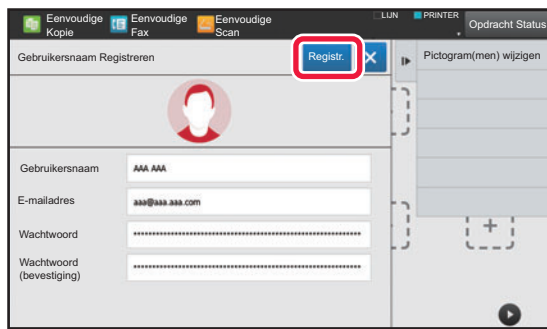 Eenvoudige Kopie
Eenvoudige Fax
Eenvoudige Scan
LIJN
PRINTER
Opdracht Status
Gebruikersnaam Registreren
Registr.
Pictogram(men) wijzigen
Gebruikersnaam
AAA AAA
E-mailadres
aaa@aaa.aaa.com
Wachtwoord
Wachtwoord
(bevestiging)